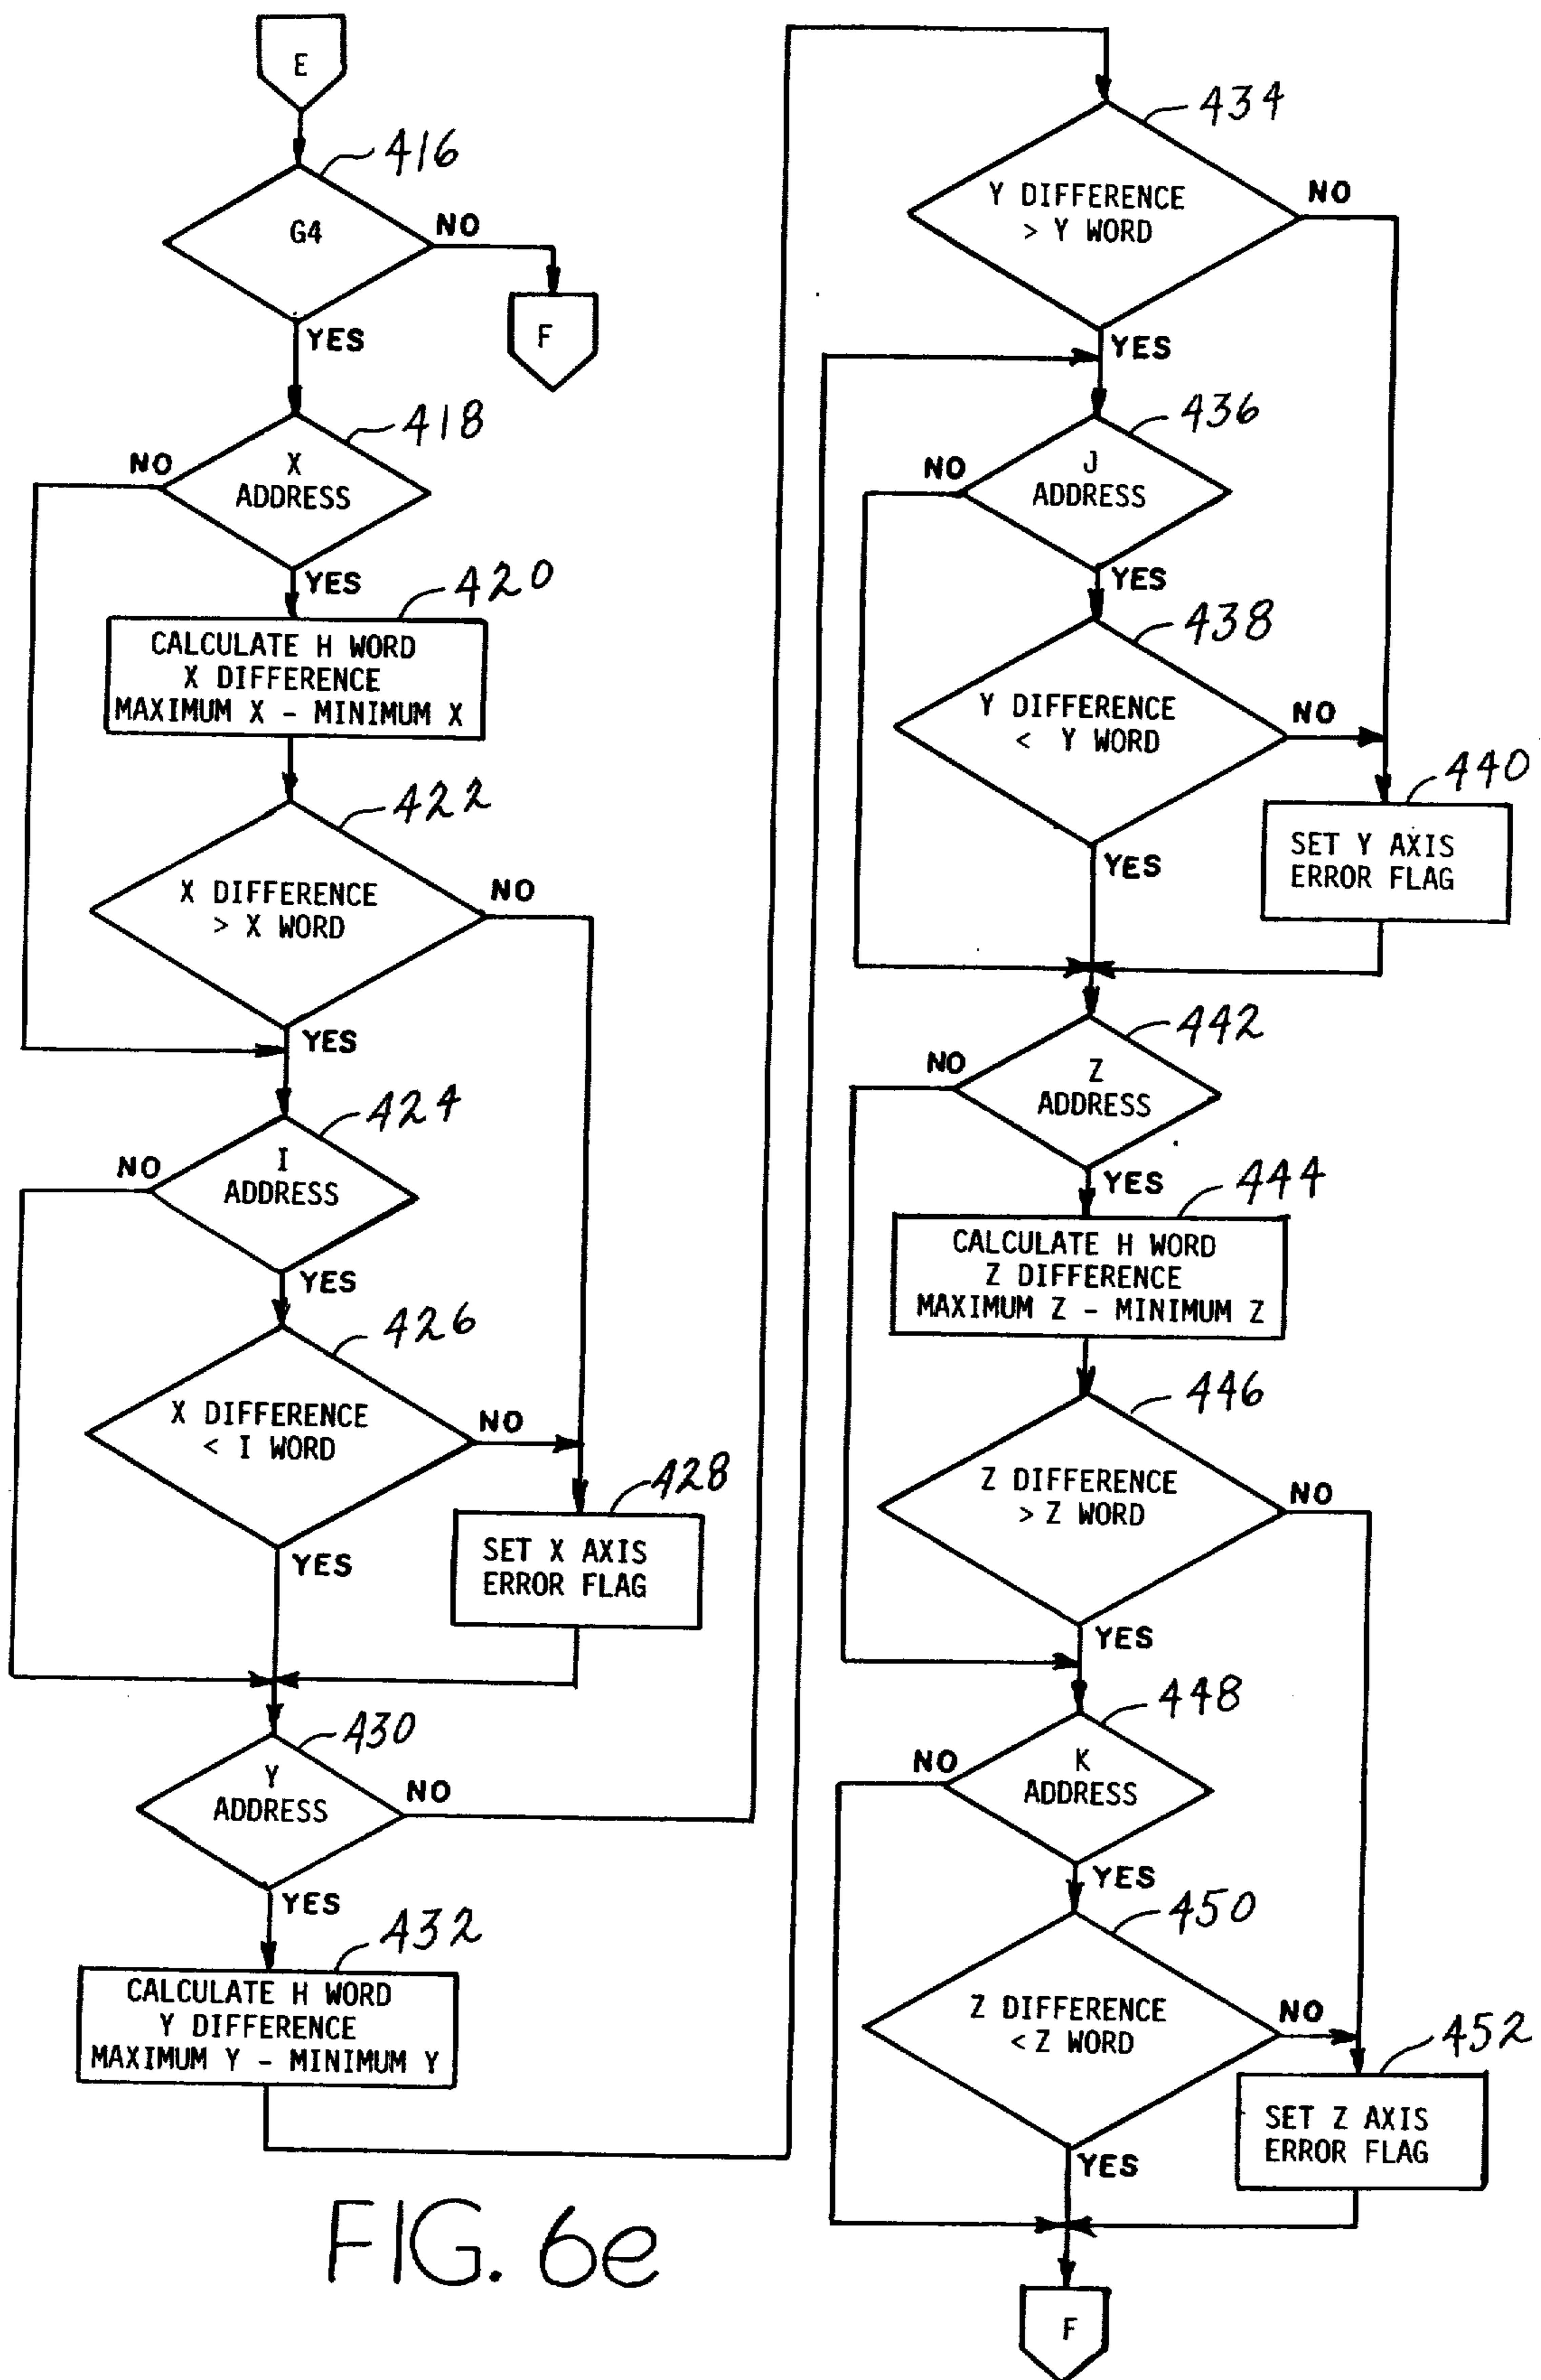 E
416
G4
NO
F
YES
418
NO
X
ADDRESS
YES
420
CALCULATE H WORD
X DIFFERENCE
MAXIMUM X - MINIMUM X
422
X DIFFERENCE
> X WORD
NO
YES
424
NO
I
ADDRESS
YES
426
X DIFFERENCE
< I WORD
NO
428
SET X AXIS
ERROR FLAG
YES
430
Y
ADDRESS
NO
YES
432
CALCULATE H WORD
Y DIFFERENCE
MAXIMUM Y - MINIMUM Y
434
Y DIFFERENCE
> Y WORD
NO
YES
436
NO
J
ADDRESS
YES
438
Y DIFFERENCE
< Y WORD
NO
440
SET Y AXIS
ERROR FLAG
YES
442
NO
Z
ADDRESS
YES
444
CALCULATE H WORD
Z DIFFERENCE
MAXIMUM Z - MINIMUM Z
446
Z DIFFERENCE
> Z WORD
NO
YES
448
NO
K
ADDRESS
YES
450
Z DIFFERENCE
< Z WORD
NO
452
SET Z AXIS
ERROR FLAG
YES
F
FIG. 6e